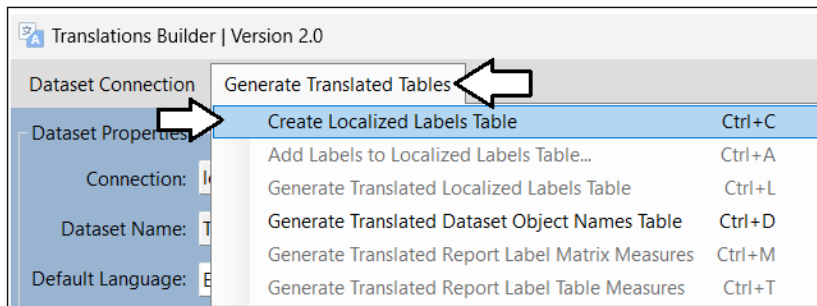 Translations Builder | Version 2.0
Dataset Connection Generate Translated Tables
Create Localized Labels Table Ctrl+C
Dataset Properties
Add Labels to Localized Labels Table... Ctrl+A
Connection:
Generate Translated Localized Labels Table Ctrl+L
Dataset Name: T
Generate Translated Dataset Object Names Table Ctrl+D
Generate Translated Report Label Matrix Measures Ctrl+M
Default Language: E
Generate Translated Report Label Table Measures Ctrl+T